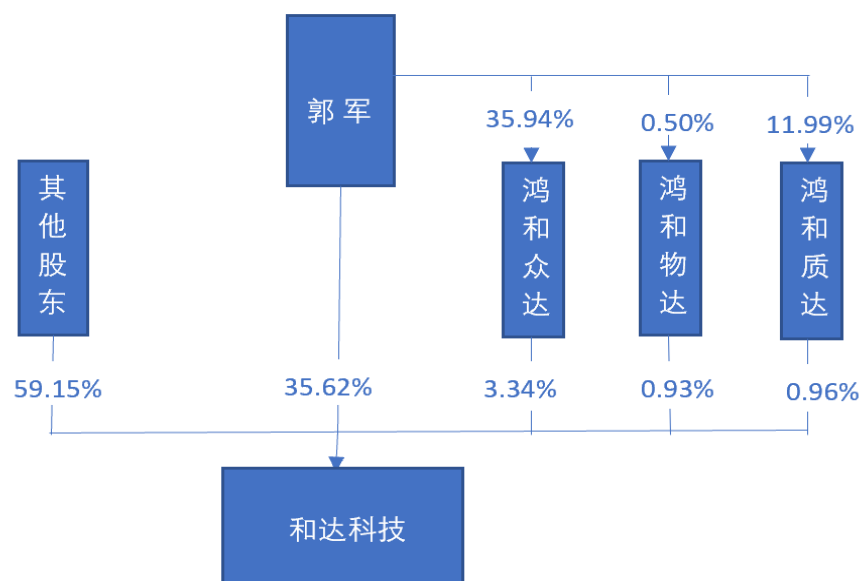 郭 军
35.94%
0.50%
11.99%
其他股东
鸿和众达
鸿和物达
鸿和质达
59.15%
35.62%
3.34%
0.93%
0.96%
和达科技